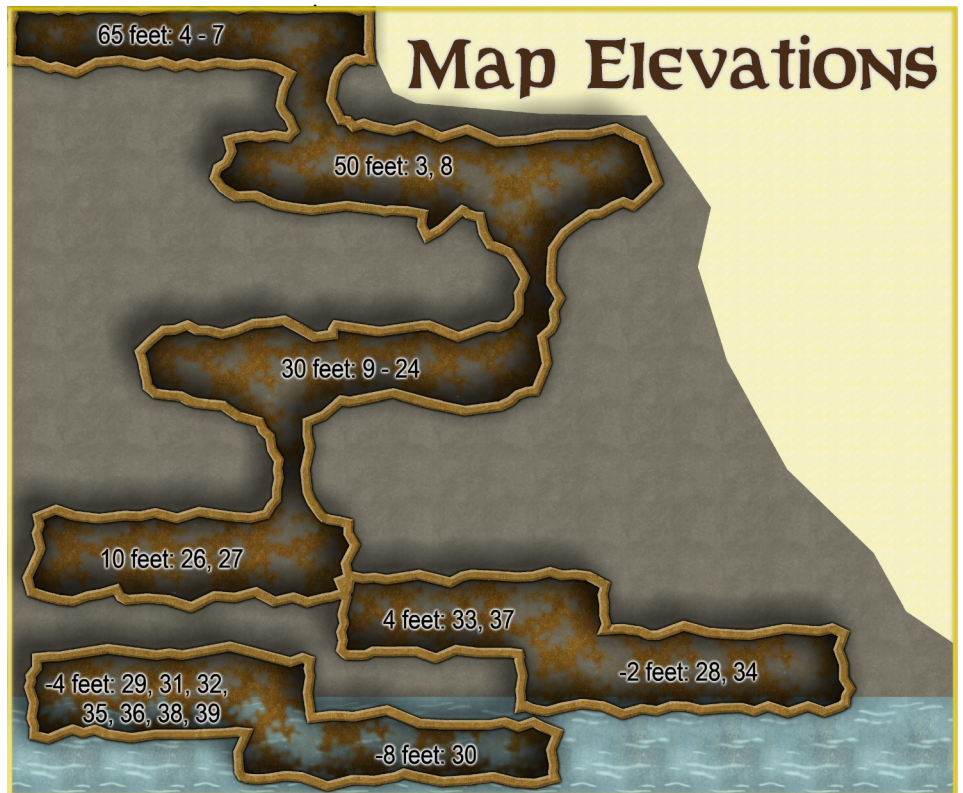 65 feet: 4 - 7
Map Elevations
50 feet: 3, 8
30 feet: 9 - 24
10 feet: 26, 27
4 feet: 33, 37
-2 feet: 28, 34
-4 feet: 29, 31, 32,
35, 36, 38, 39
-8 feet: 30